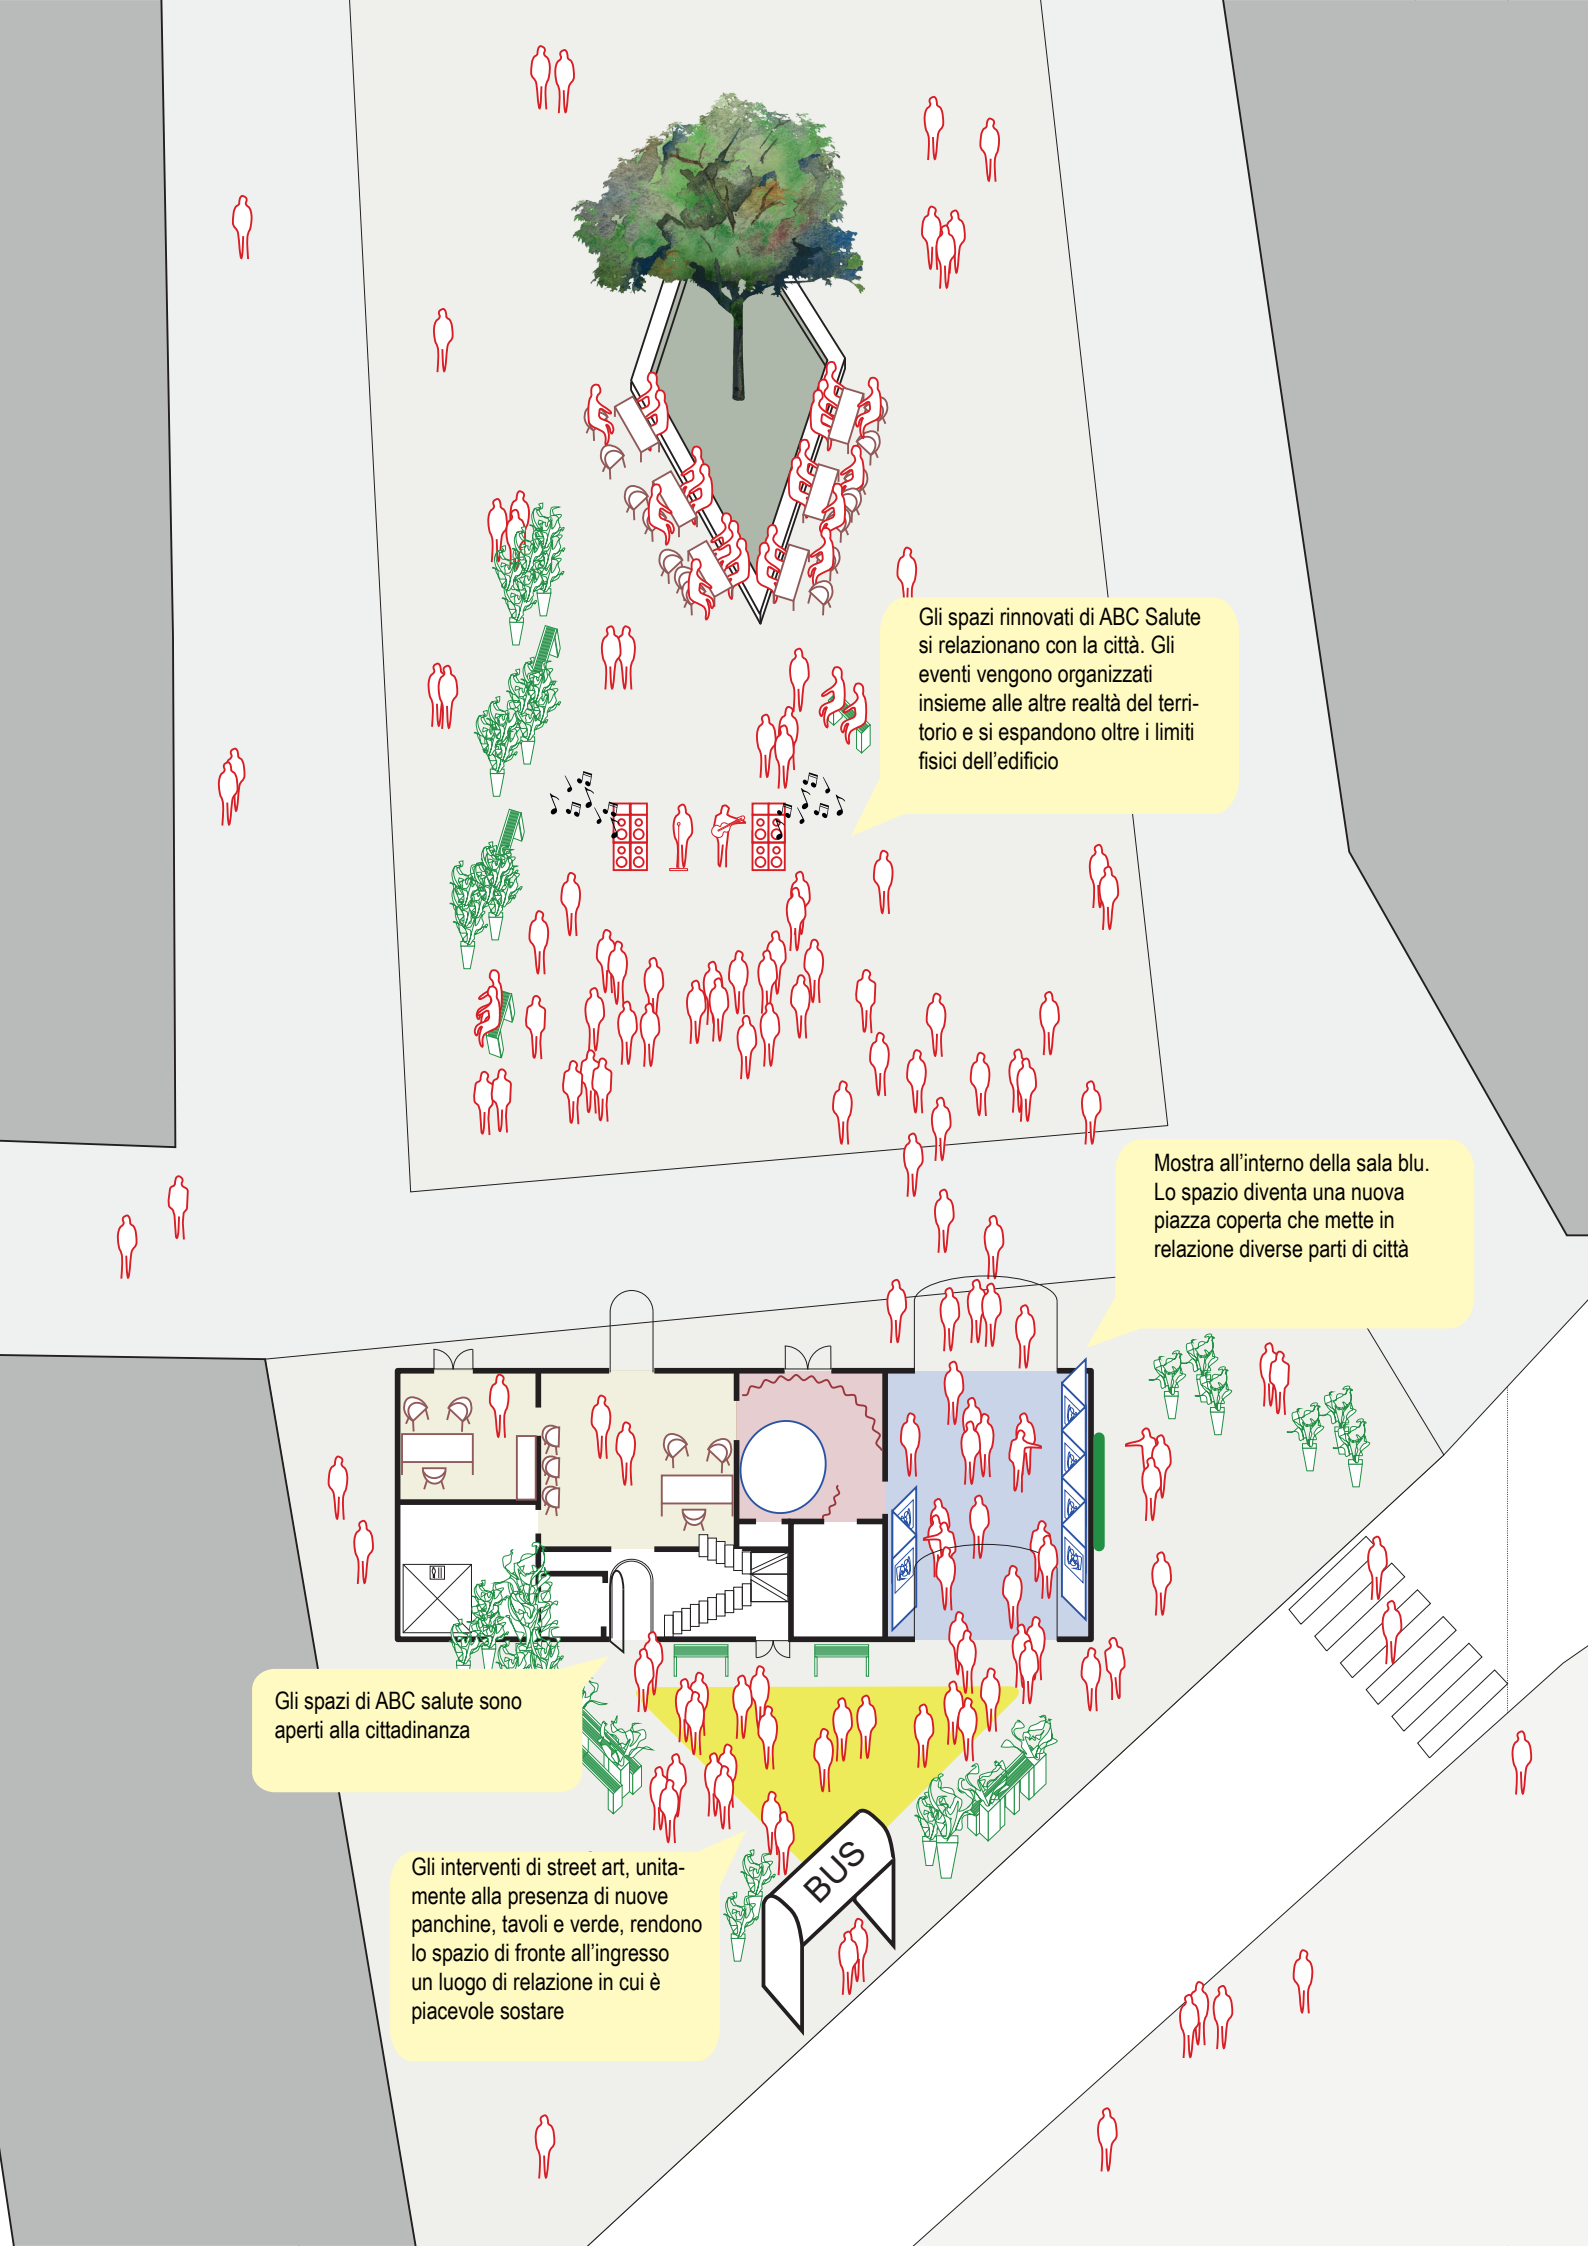 Gli spazi rinnovati di ABC Salute
si relazionano con la città. Gli
eventi vengono organizzati
insieme alle altre realtà del terri-
torio e si espandono oltre i limiti
fisici dell'edificio
Mostra all'interno della sala blu.
Lo spazio diventa una nuova
piazza coperta che mette in
relazione diverse parti di città
Gli spazi di ABC salute sono
aperti alla cittadinanza
Gli interventi di street art, unita-
mente alla presenza di nuove
panchine, tavoli e verde, rendono
lo spazio di fronte all'ingresso
un luogo di relazione in cui è
piacevole sostare
BUS